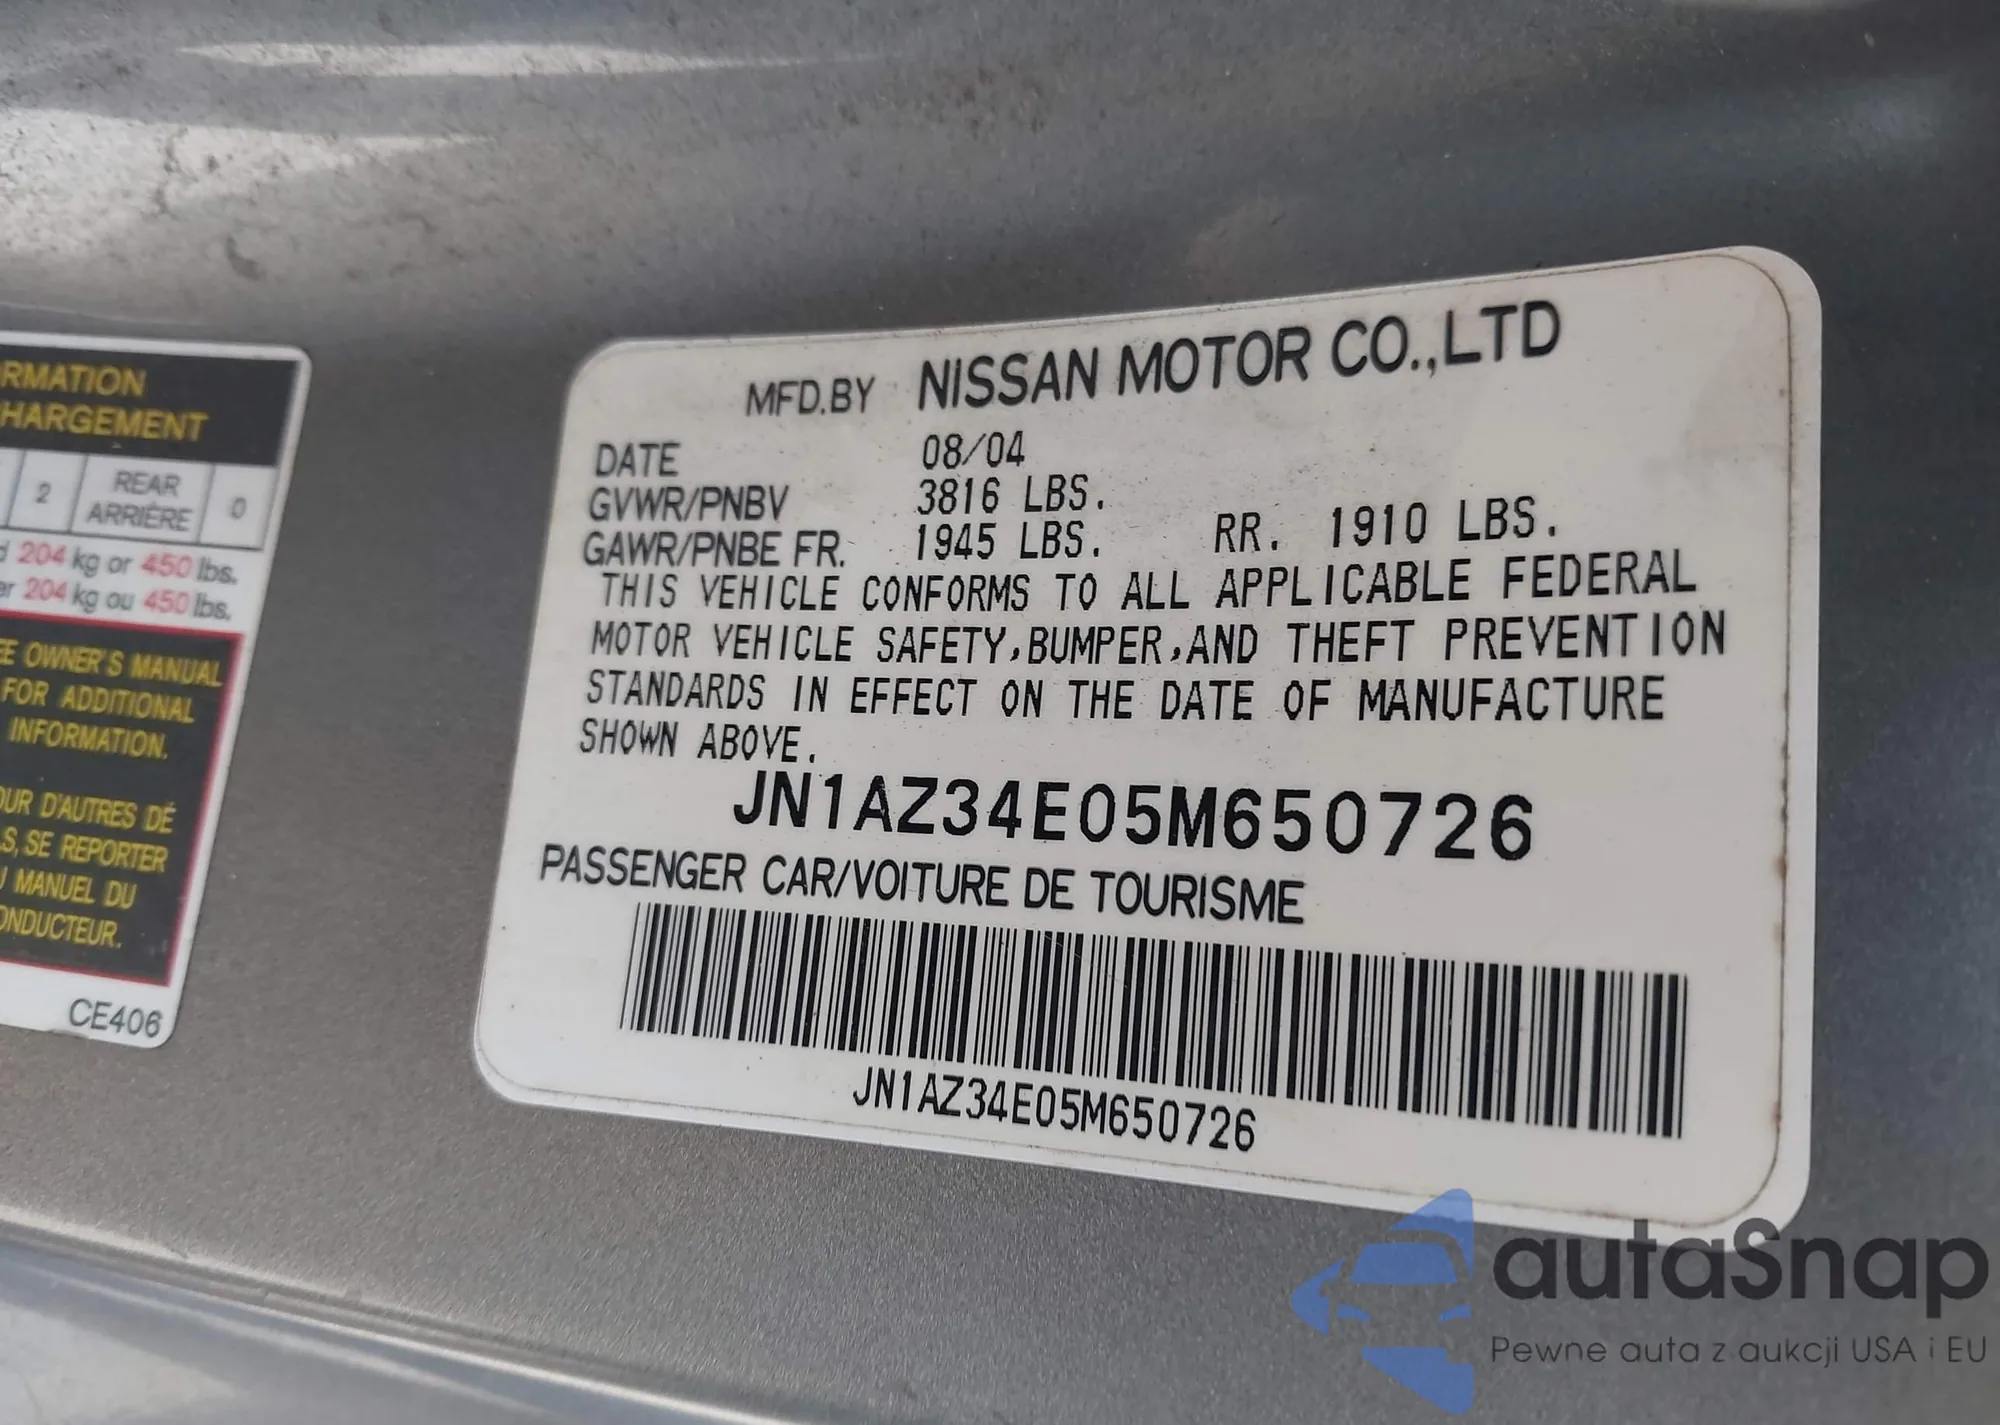 RMATION
HARGEMENT
2 REAR ARRIÈRE 0
204 kg or 450 lbs.
204 kg ou 450 lbs.
OWNER'S MANUAL
FOR ADDITIONAL
INFORMATION.
D'AUTRES DÉ
SE REPORTER
MANUEL DU
ONDUCTEUR.
CE406
MFD.BY NISSAN MOTOR CO.,LTD
DATE 08/04
GVWR/PNBV 3816 LBS.
GAWR/PNBE FR. 1945 LBS. RR. 1910 LBS.
THIS VEHICLE CONFORMS TO ALL APPLICABLE FEDERAL
MOTOR VEHICLE SAFETY,BUMPER,AND THEFT PREVENTION
STANDARDS IN EFFECT ON THE DATE OF MANUFACTURE
SHOWN ABOVE.
JN1AZ34E05M650726
PASSENGER CAR/VOITURE DE TOURISME
JN1AZ34E05M650726
autaSnap
Pewne auta z aukcji USA i EU